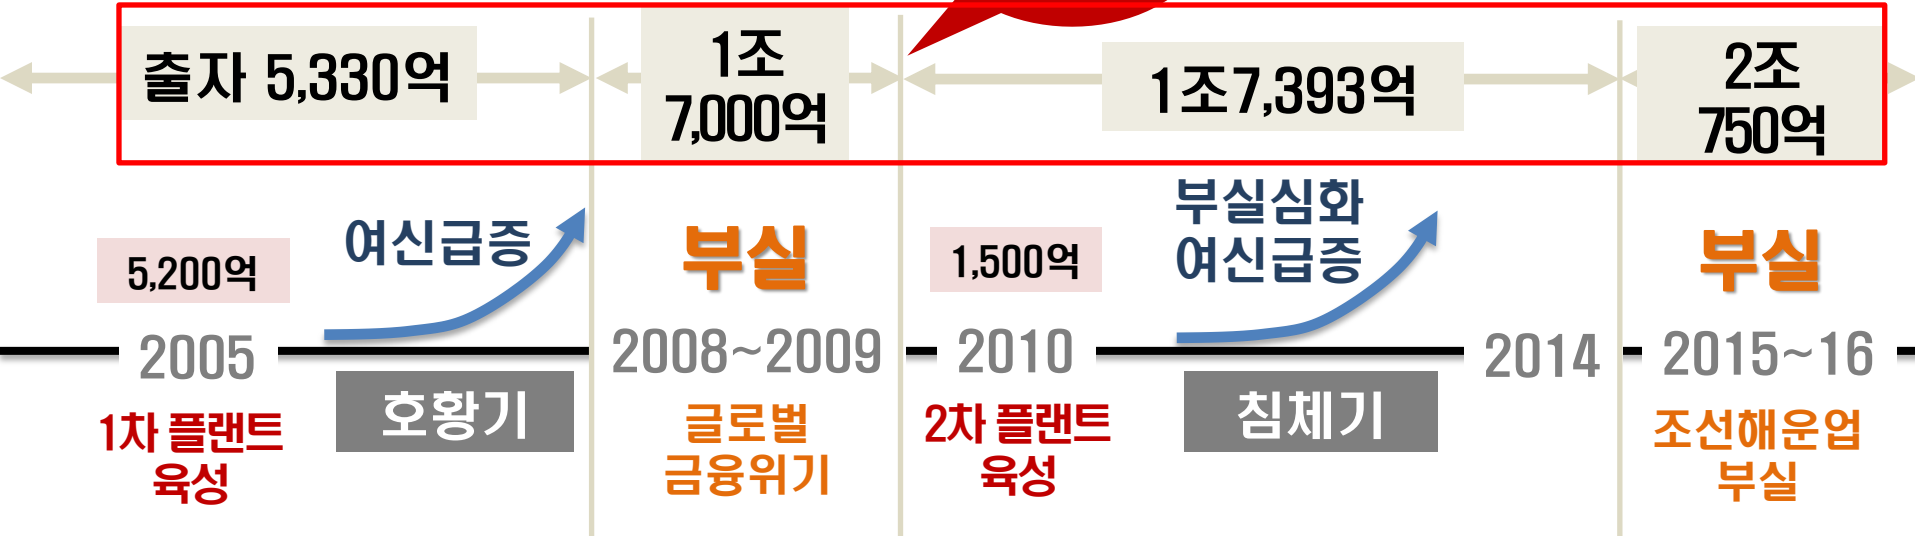 출자 5,330억
1조
7,000억
1조7,393억
2조
750억
5,200억
여신급증
부실
1,500억
부실심화
여신급증
부실
2005
2008~2009
2010
2014
2015~16
1차 플랜트
육성
호황기
글로벌
금융위기
2차 플랜트
육성
침체기
조선해운업
부실